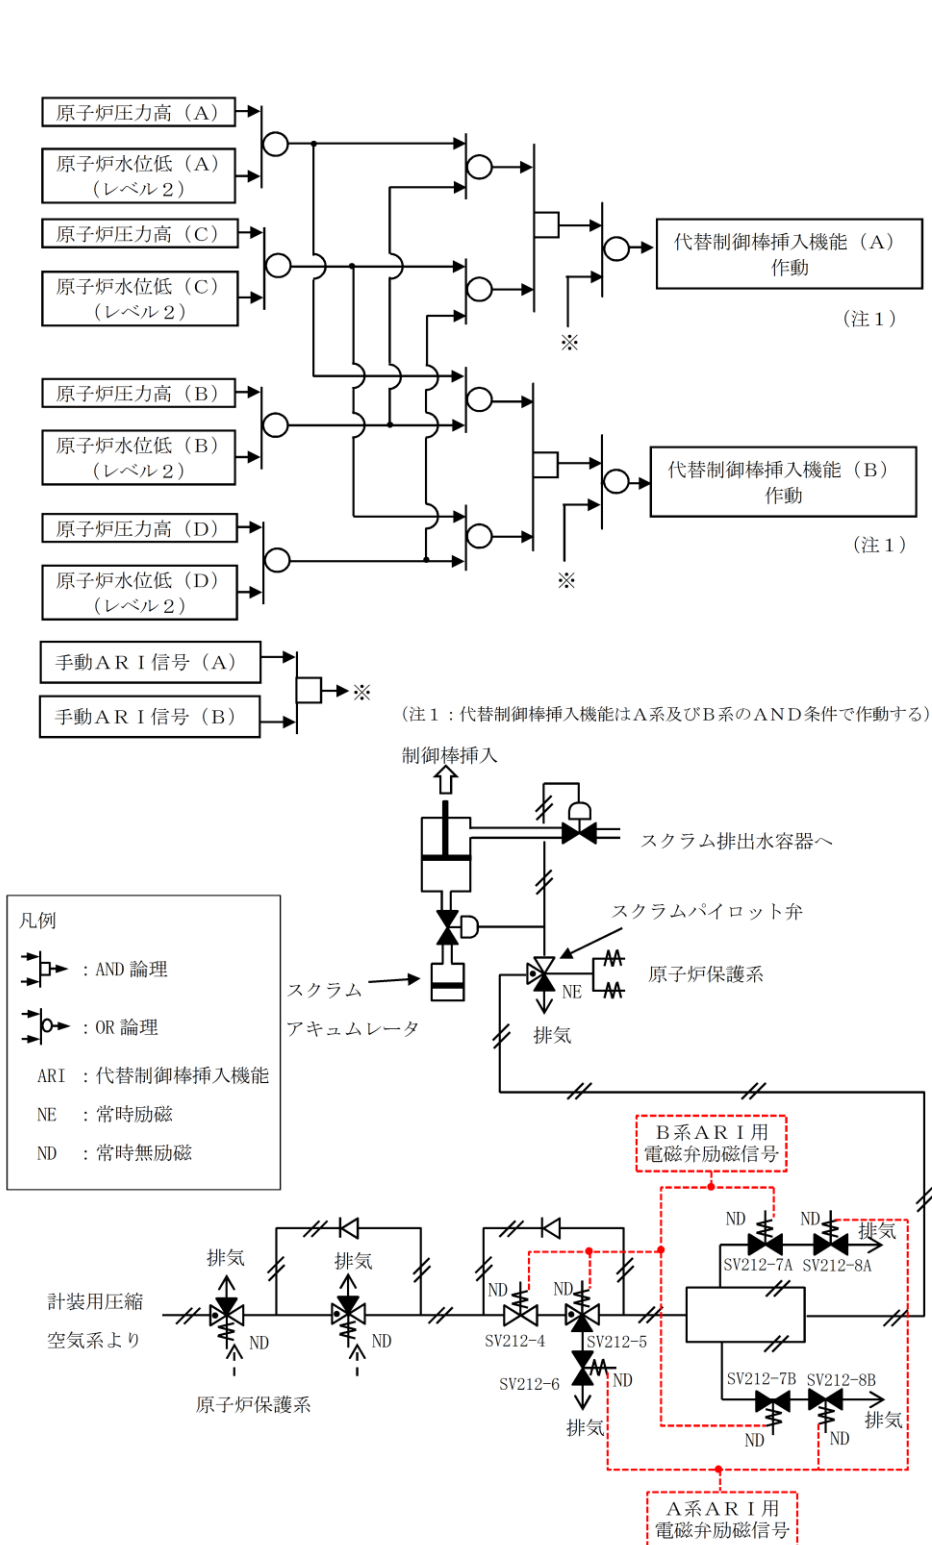 原子炉圧力高（Ａ）
原子炉水位低（Ａ）
（レベル２）
原子炉圧力高（Ｃ）
原子炉水位低（Ｃ）
（レベル２）
代替制御棒挿入機能（Ａ）
作動
（注１）
※
原子炉圧力高（Ｂ）
原子炉水位低（Ｂ）
（レベル２）
代替制御棒挿入機能（Ｂ）
作動
（注１）
※
原子炉圧力高（Ｄ）
原子炉水位低（Ｄ）
（レベル２）
手動ＡＲＩ信号（Ａ）
手動ＡＲＩ信号（Ｂ）
※
（注１：代替制御棒挿入機能はＡ系及びＢ系のＡＮＤ条件で作動する）
制御棒挿入
スクラム排出水容器へ
スクラムパイロット弁
原子炉保護系
NE
排気
スクラム
アキュムレータ
凡例
：AND 論理
：OR 論理
ARI ：代替制御棒挿入機能
NE ：常時励磁
ND ：常時無励磁
Ｂ系ＡＲＩ用
電磁弁励磁信号
ND
ND
排気
SV212-7A
SV212-8A
排気
排気
計装用圧縮
空気系より
ND
ND
原子炉保護系
ND
ND
SV212-4
SV212-5
SV212-6
ND
排気
SV212-7B
SV212-8B
排気
ND
ND
Ａ系ＡＲＩ用
電磁弁励磁信号